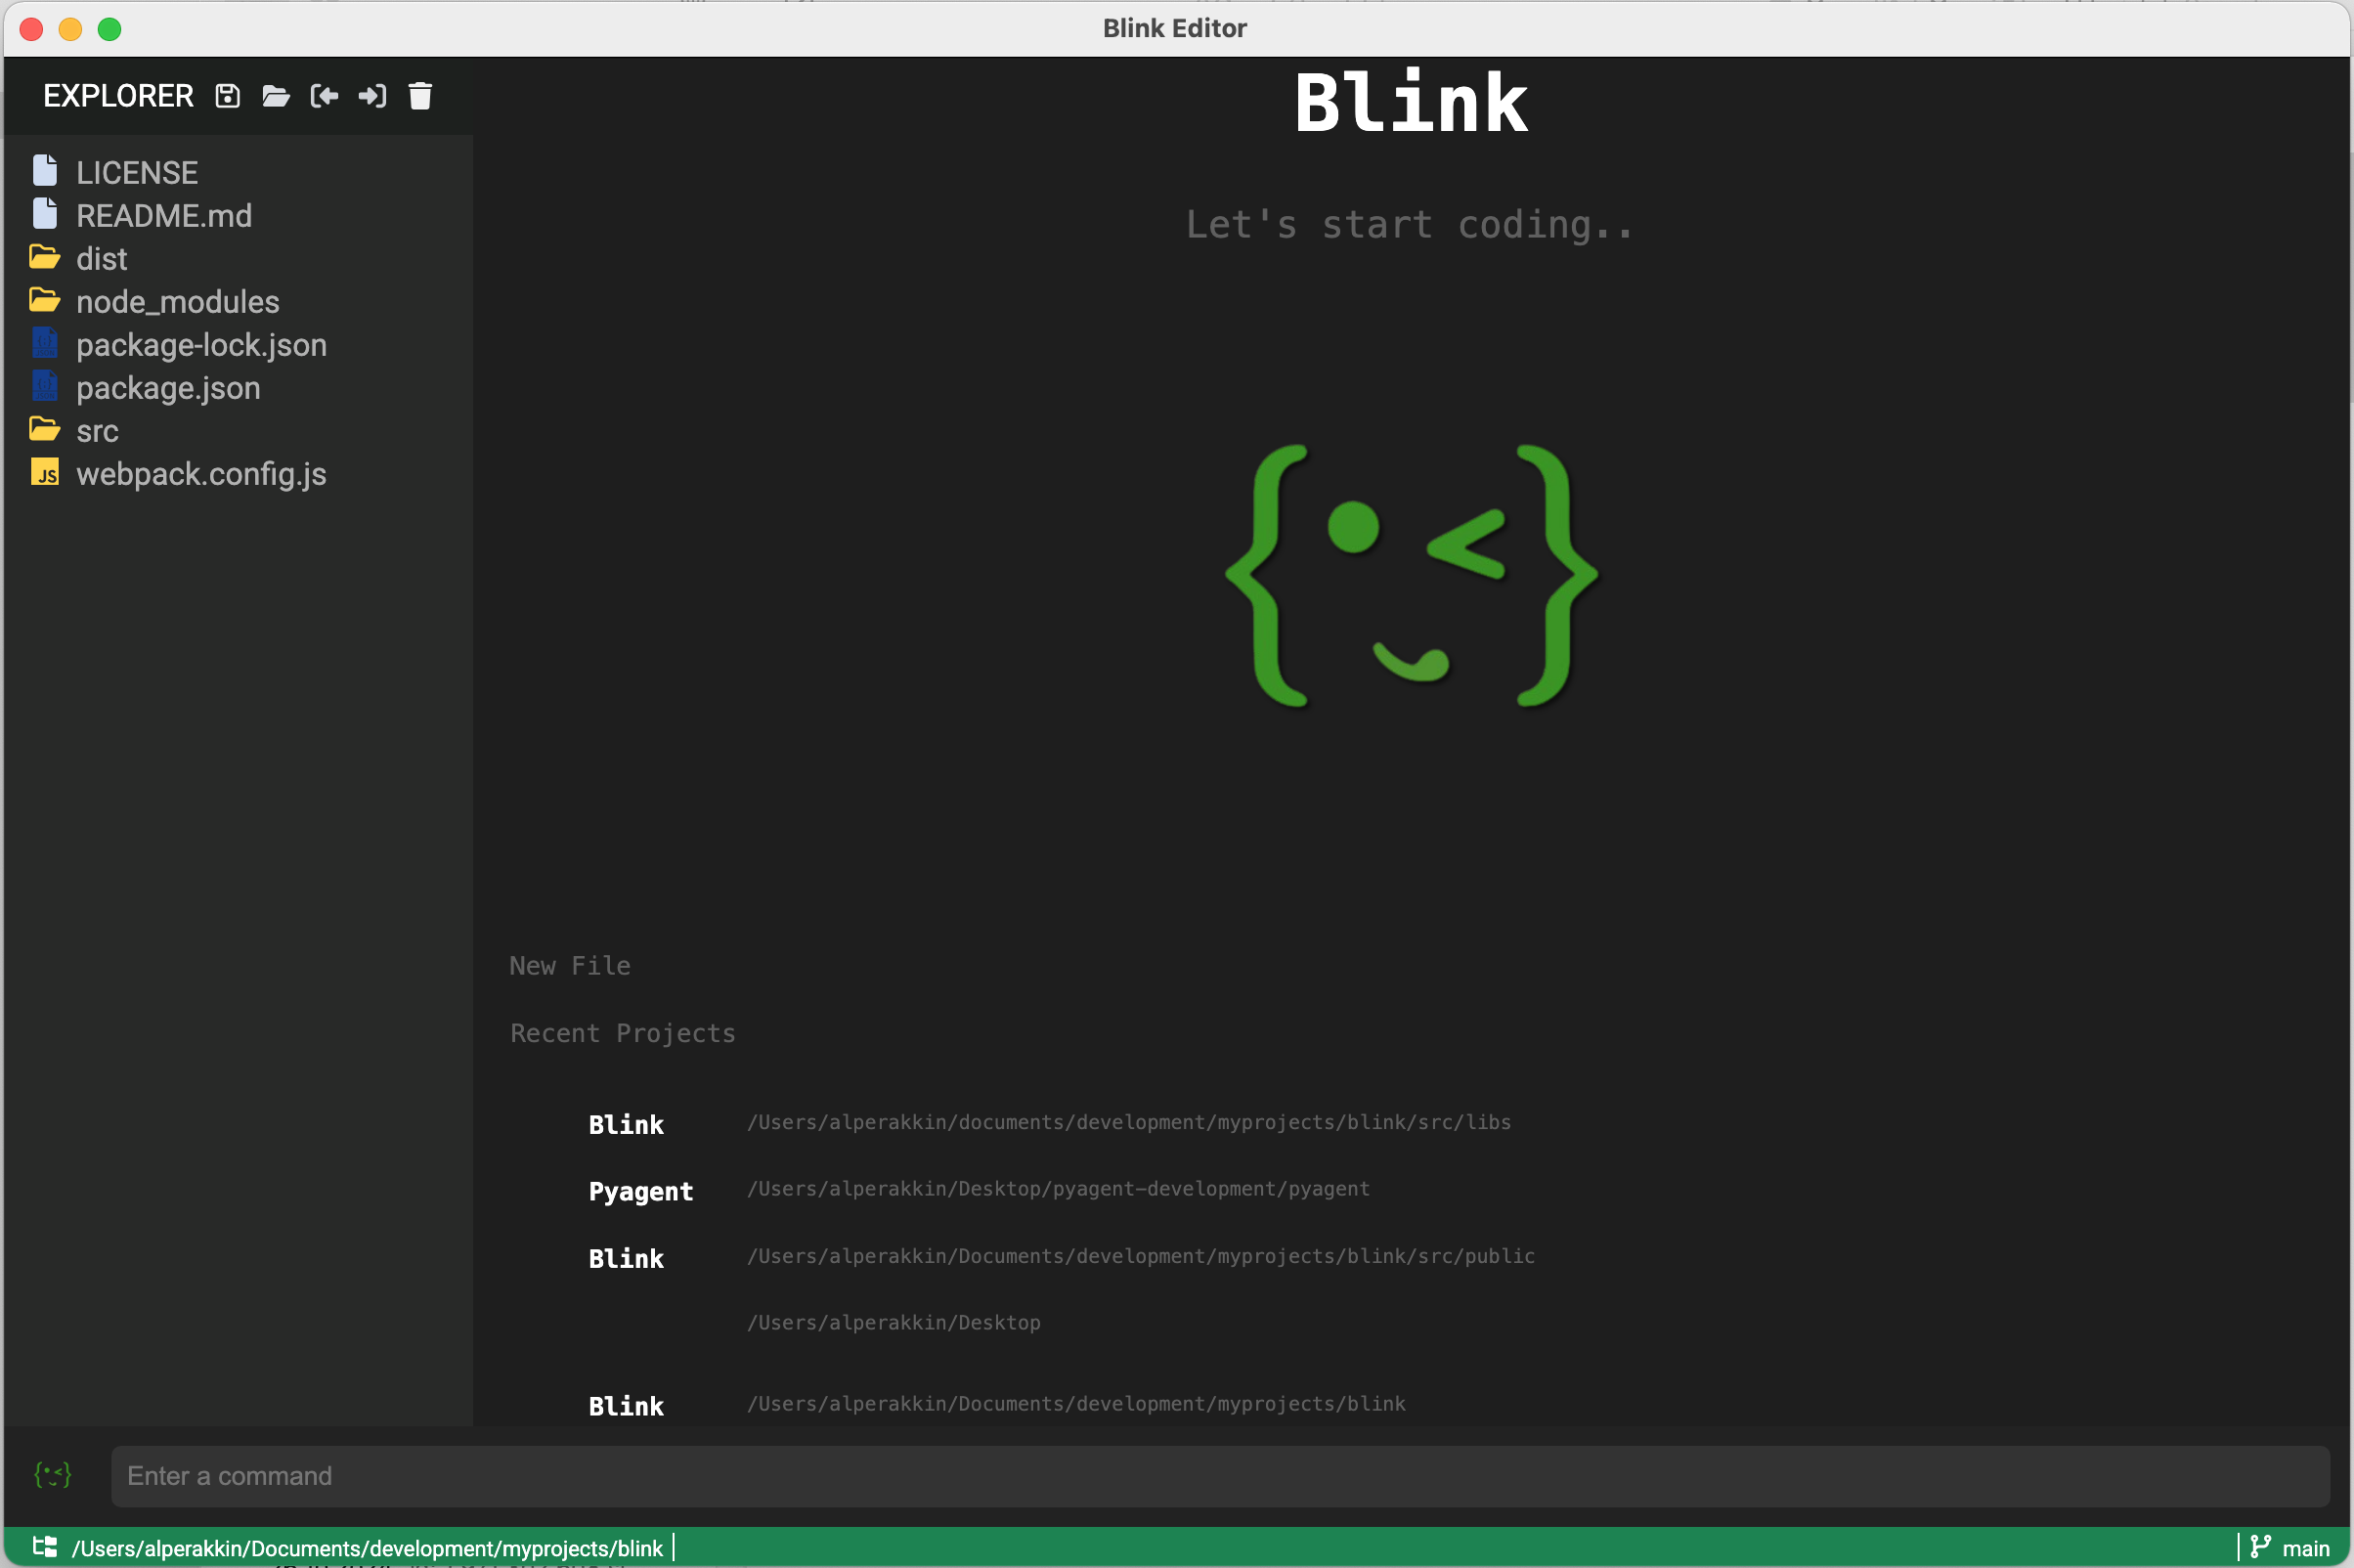 Blink Editor
EXPLORER
LICENSE
README.md
dist
node_modules
package-lock.json
package.json
src
JS webpack.config.js
Blink
Let's start coding..
New File
Recent Projects
Blink /Users/alperakkin/documents/development/myprojects/blink/src/libs
Pyagent /Users/alperakkin/Desktop/pyagent-development/pyagent
Blink /Users/alperakkin/Documents/development/myprojects/blink/src/public
/Users/alperakkin/Desktop
Blink /Users/alperakkin/Documents/development/myprojects/blink
Enter a command
/Users/alperakkin/Documents/development/myprojects/blink
main